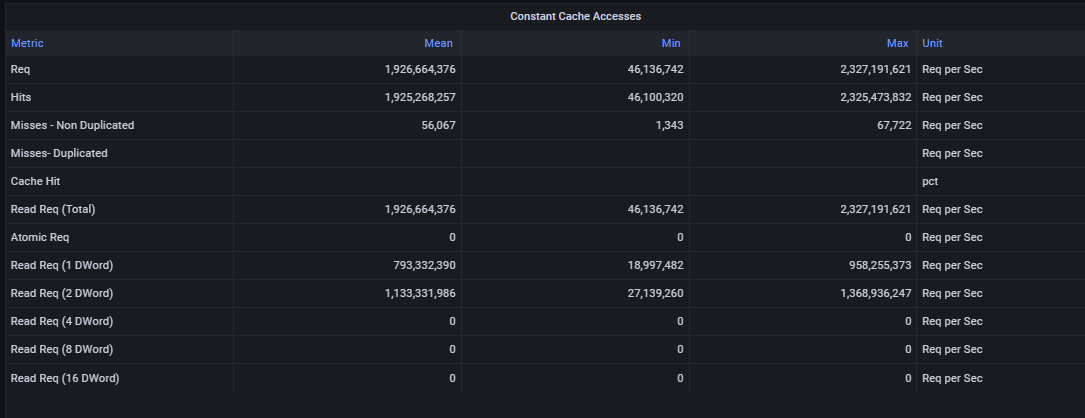 Constant Cache Accesses
Metric Mean Min Max Unit
Req 1,926,664,376 46,136,742 2,327,191,621 Req per Sec
Hits 1,925,268,257 46,100,320 2,325,473,832 Req per Sec
Misses - Non Duplicated 56,067 1,343 67,722 Req per Sec
Misses- Duplicated Req per Sec
Cache Hit pct
Read Req (Total) 1,926,664,376 46,136,742 2,327,191,621 Req per Sec
Atomic Req 0 0 0 Req per Sec
Read Req (1 DWord) 793,332,390 18,997,482 958,255,373 Req per Sec
Read Req (2 DWord) 1,133,331,986 27,139,260 1,368,936,247 Req per Sec
Read Req (4 DWord) 0 0 0 Req per Sec
Read Req (8 DWord) 0 0 0 Req per Sec
Read Req (16 DWord) 0 0 0 Req per Sec